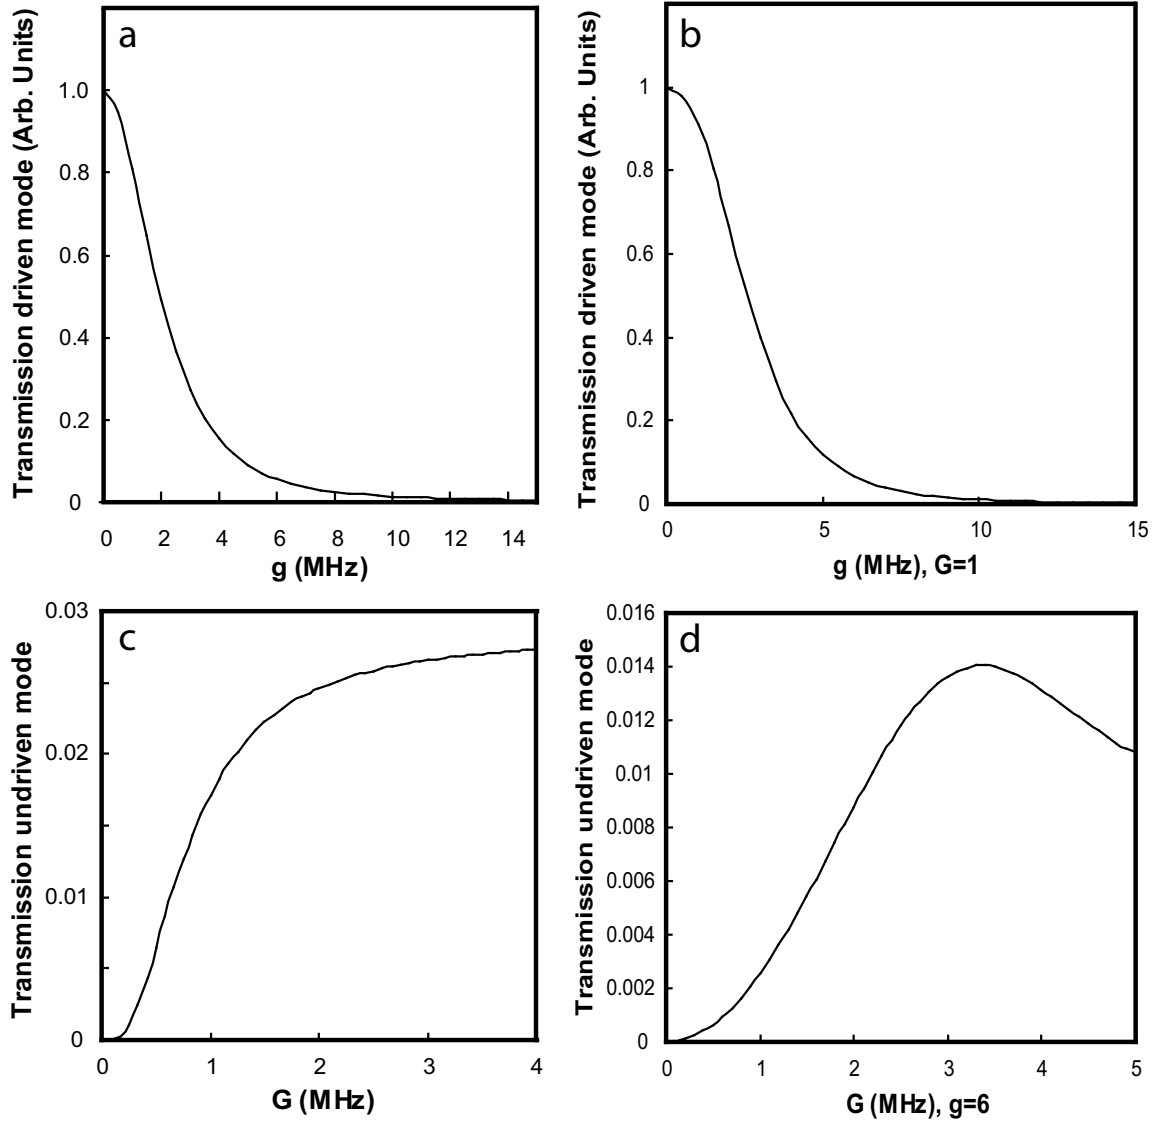 a
Transmission driven mode (Arb. Units)
1.0
0.8
0.6
0.4
0.2
0
0 2 4 6 8 10 12 14
g (MHz)
b
Transmission driven mode (Arb. Units)
1
0.8
0.6
0.4
0.2
0
0 5 10 15
g (MHz), G=1
c
Transmission undriven mode
0.03
0.02
0.01
0
0 1 2 3 4
G (MHz)
d
Transmission undriven mode
0.016
0.014
0.012
0.01
0.008
0.006
0.004
0.002
0
0 1 2 3 4 5
G (MHz), g=6